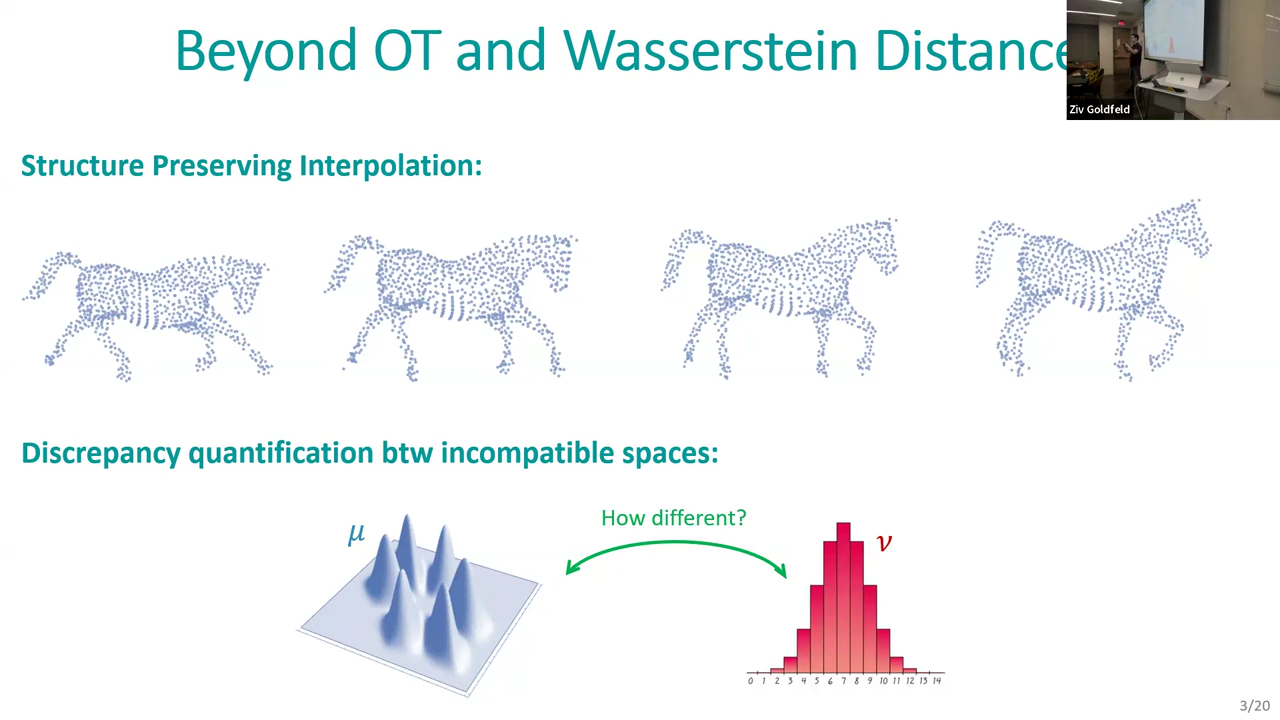 Beyond OT and Wasserstein Distance
Ziv Goldfeld
Structure Preserving Interpolation:
Discrepancy quantification btw incompatible spaces:
μ
How different?
ν
0 1 2 3 4 5 6 7 8 9 10 11 12 13 14
3/20